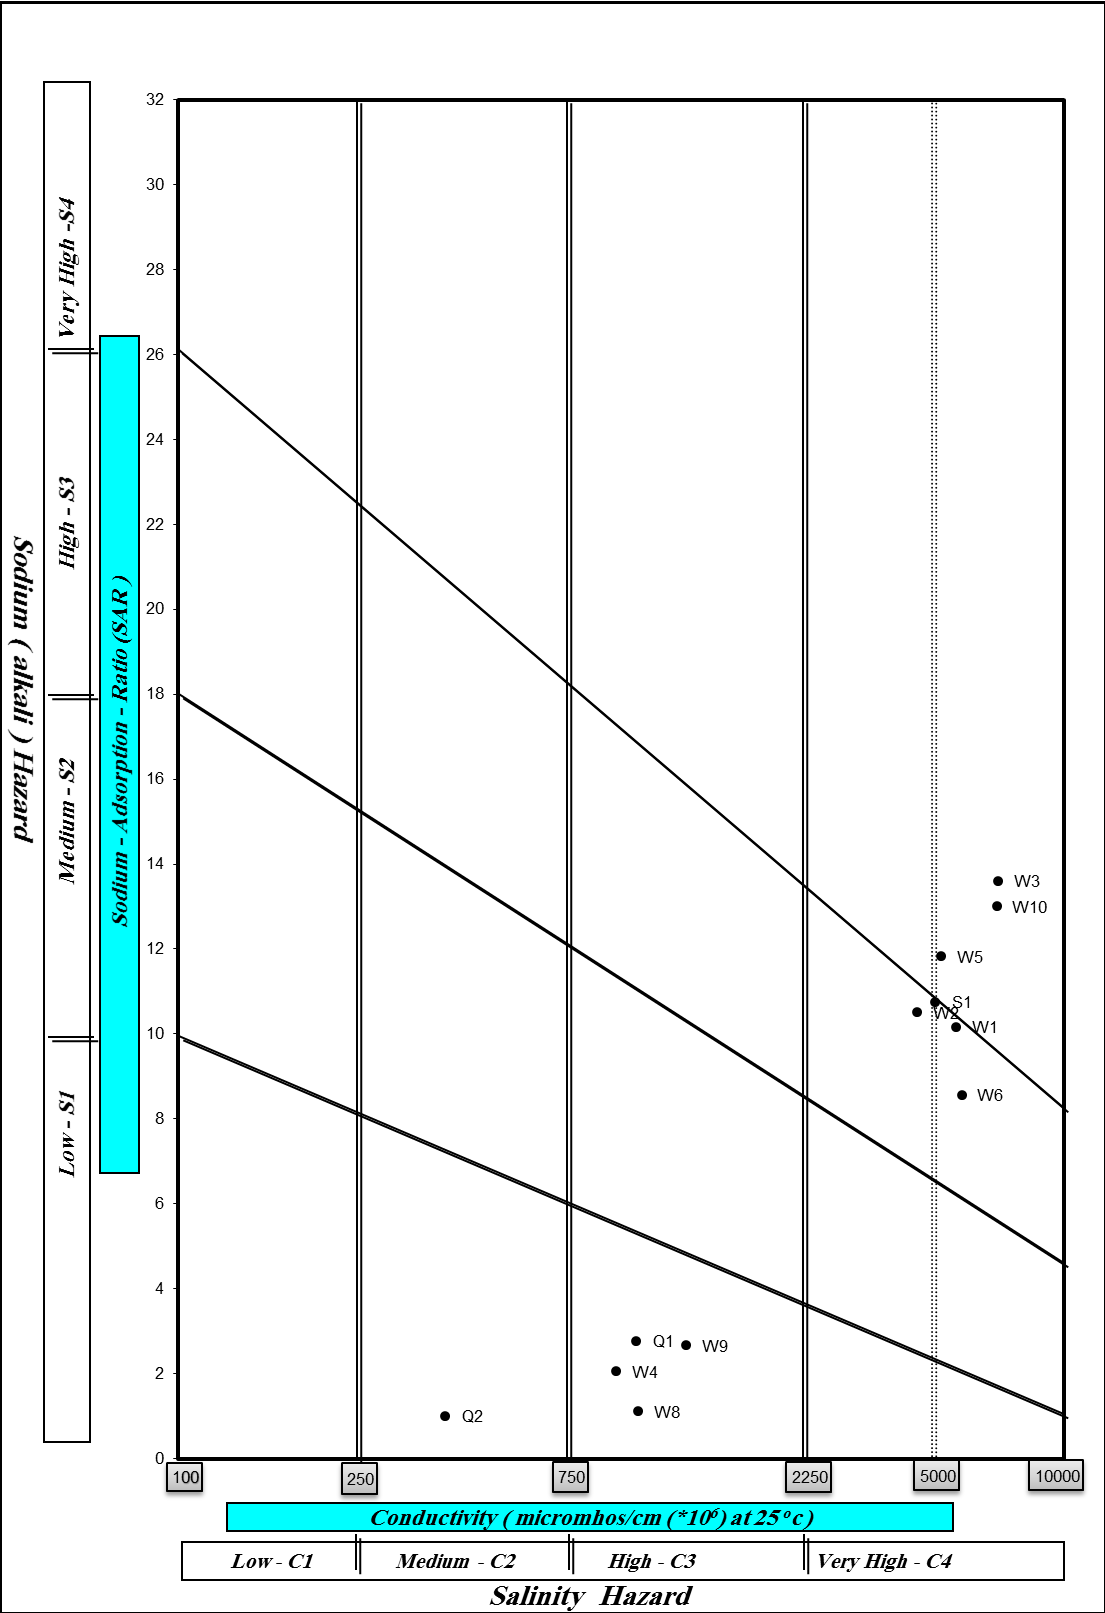 Sodium ( alkali ) Hazard
Very High -S4
High - S3
Medium - S2
Low - S1
Sodium - Adsorption - Ratio (SAR )
32
30
28
26
24
22
20
18
16
14
12
10
8
6
4
2
0
W3
W10
W5
S1
W2
W1
W6
Q1
W9
W4
W8
Q2
100
250
750
2250
5000
10000
Conductivity ( micromhos/cm (*10⁶) at 25 ᵒ c )
Low - C1
Medium - C2
High - C3
Very High - C4
Salinity Hazard